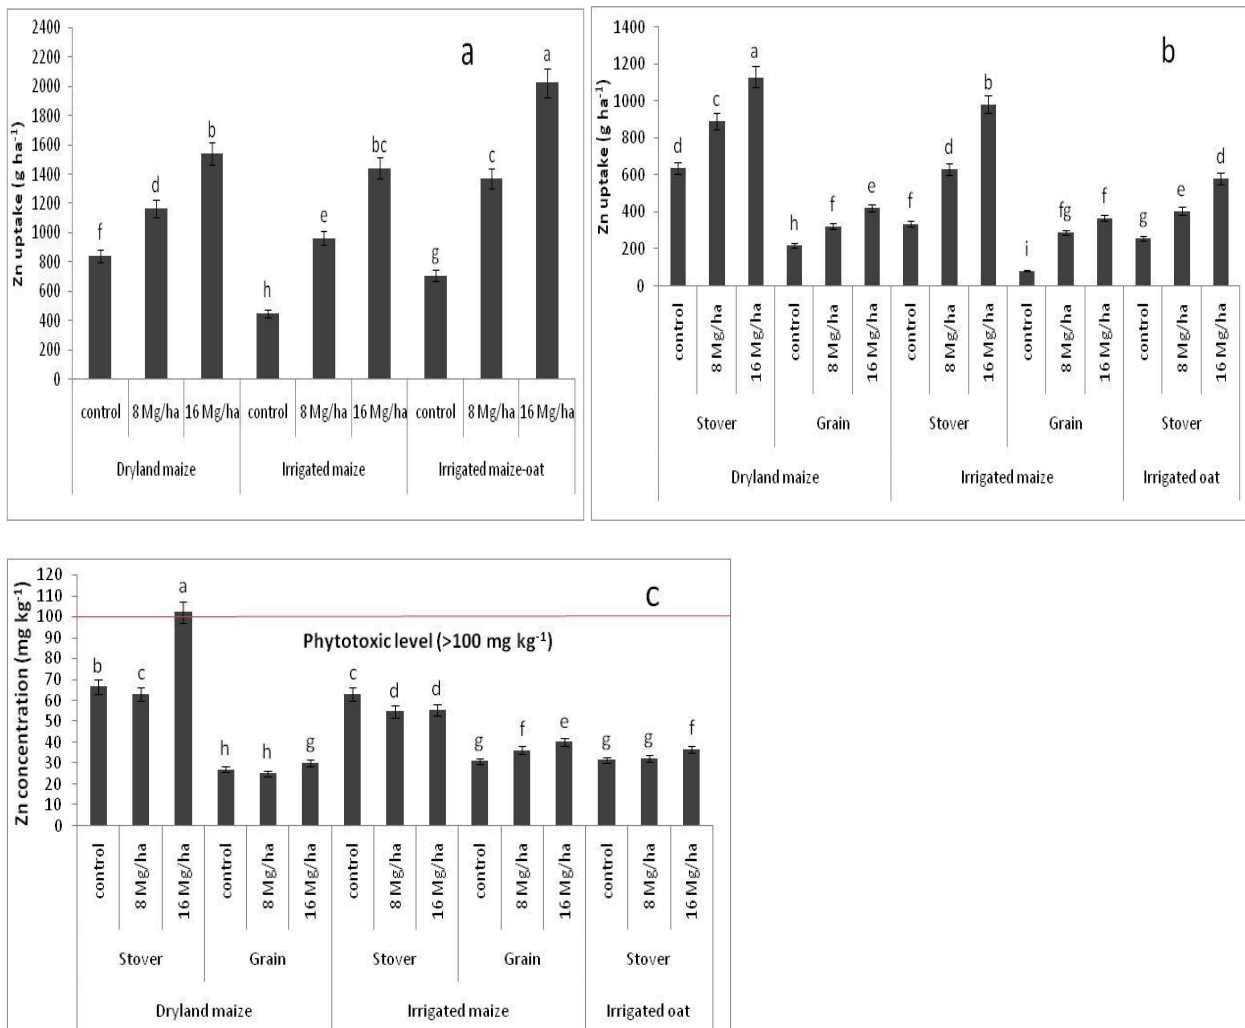 a
Zn uptake (g ha⁻¹)
2400
2200
2000
1800
1600
1400
1200
1000
800
600
400
200
0
f
d
b
h
e
bc
g
c
a
control 8 Mg/ha 16 Mg/ha control 8 Mg/ha 16 Mg/ha control 8 Mg/ha 16 Mg/ha
Dryland maize Irrigated maize Irrigated maize-oat
b
Zn uptake (g ha⁻¹)
1400
1200
1000
800
600
400
200
0
d
c
a
h
f
e
f
d
b
i
fg
f
g
e
d
control 8 Mg/ha 16 Mg/ha control 8 Mg/ha 16 Mg/ha control 8 Mg/ha 16 Mg/ha control 8 Mg/ha 16 Mg/ha control 8 Mg/ha 16 Mg/ha
Stover Grain Stover Grain Stover
Dryland maize Irrigated maize Irrigated oat
c
Zn concentration (mg kg⁻¹)
120
110
100
90
80
70
60
50
40
30
20
10
0
Phytotoxic level (>100 mg kg⁻¹)
b
c
a
h
h
g
c
d
d
g
f
e
g
g
f
control 8 Mg/ha 16 Mg/ha control 8 Mg/ha 16 Mg/ha control 8 Mg/ha 16 Mg/ha control 8 Mg/ha 16 Mg/ha control 8 Mg/ha 16 Mg/ha
Stover Grain Stover Grain Stover
Dryland maize Irrigated maize Irrigated oat